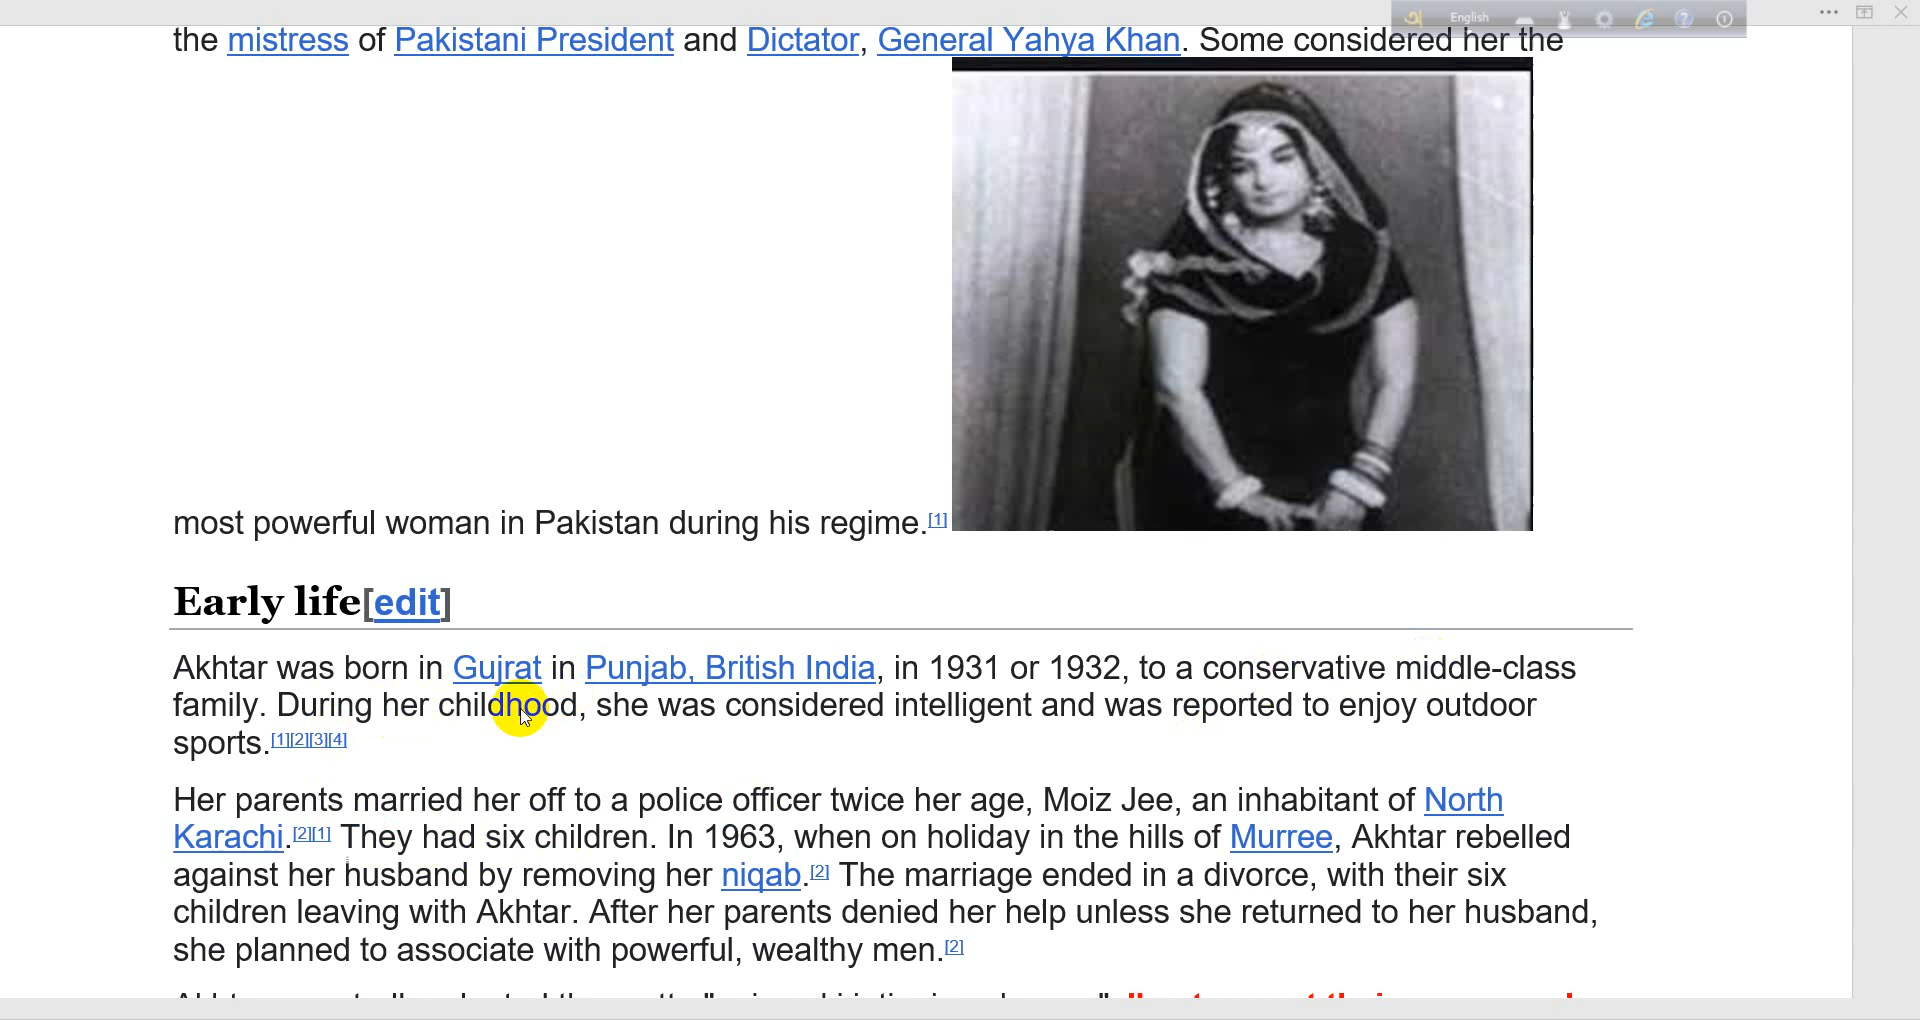 English
the mistress of Pakistani President and Dictator, General Yahya Khan. Some considered her the
most powerful woman in Pakistan during his regime.[1]
Early life[edit]
Akhtar was born in Gujrat in Punjab, British India, in 1931 or 1932, to a conservative middle-class
family. During her childhood, she was considered intelligent and was reported to enjoy outdoor
sports.[1][2][3][4]
Her parents married her off to a police officer twice her age, Moiz Jee, an inhabitant of North
Karachi.[2][1] They had six children. In 1963, when on holiday in the hills of Murree, Akhtar rebelled
against her husband by removing her niqab.[2] The marriage ended in a divorce, with their six
children leaving with Akhtar. After her parents denied her help unless she returned to her husband,
she planned to associate with powerful, wealthy men.[2]